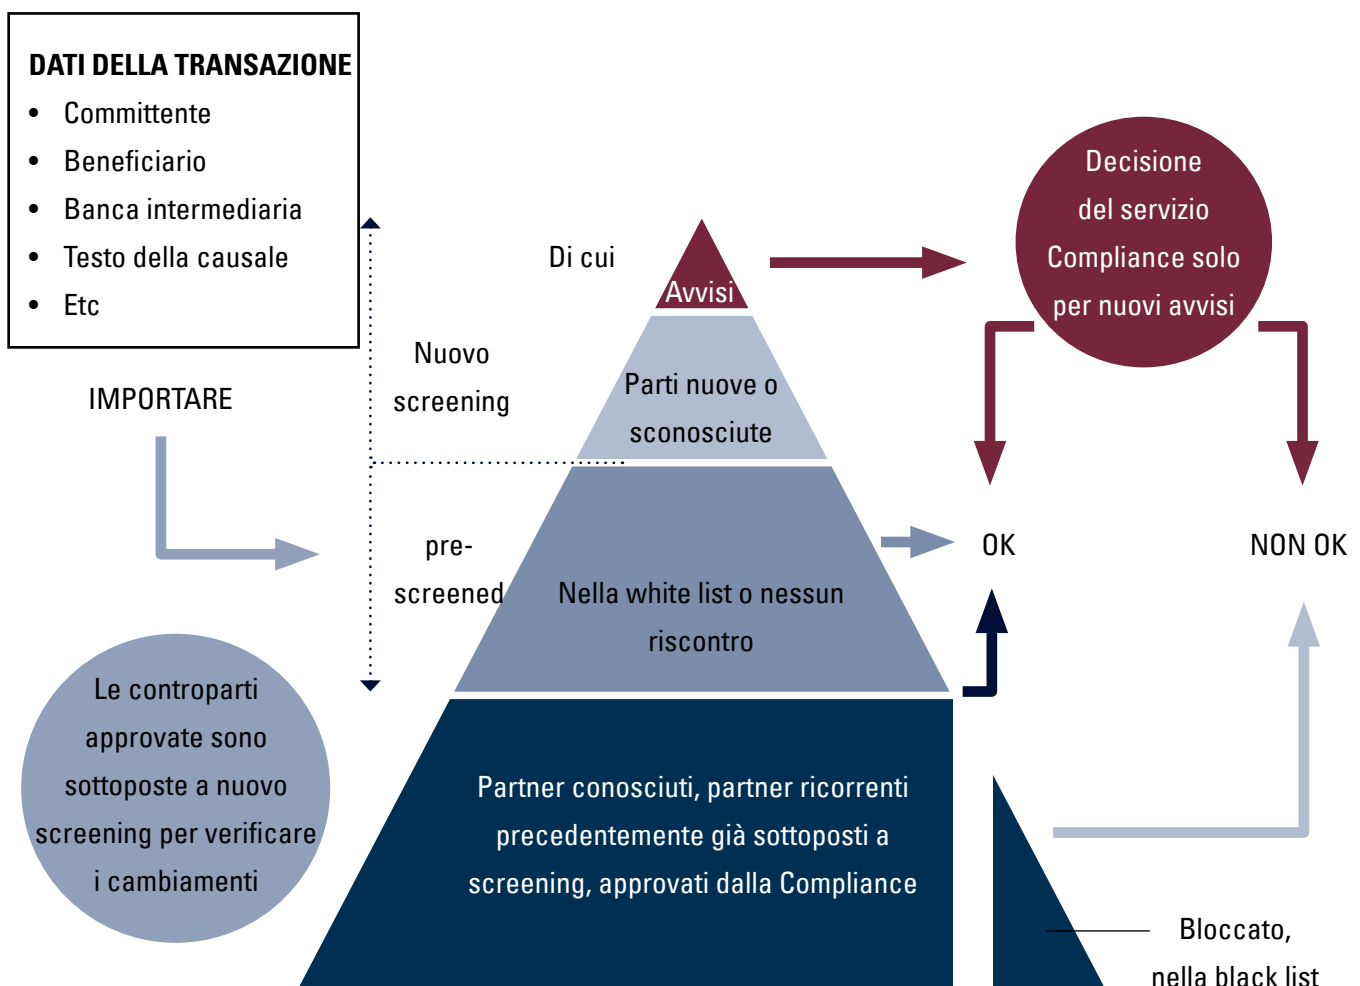 DATI DELLA TRANSAZIONE
• Committente
• Beneficiario
• Banca intermediaria
• Testo della causale
• Etc
IMPORTARE
Le controparti
approvate sono
sottoposte a nuovo
screening per verificare
i cambiamenti
Nuovo
screening
pre-
screened
Di cui
Avvisi
Parti nuove o
sconosciute
Nella white list o nessun
riscontro
Partner conosciuti, partner ricorrenti
precedentemente già sottoposti a
screening, approvati dalla Compliance
Decisione
del servizio
Compliance solo
per nuovi avvisi
OK
NON OK
Bloccato,
nella black list